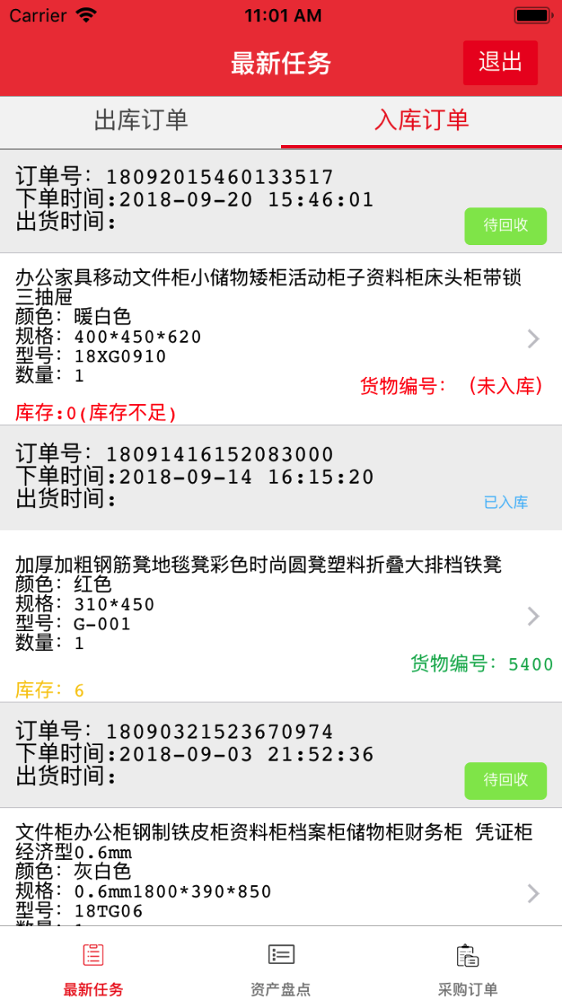 Carrier 11:01 AM
最新任务 退出
出库订单 入库订单
订单号: 18092015460133517
下单时间:2018-09-20 15:46:01
出货时间:
待回收
办公家具移动文件柜小储物矮柜活动柜子资料柜床头柜带锁
三抽屉
颜色: 暖白色
规格: 400*450*620
型号: 18XG0910
数量: 1
货物编号: (未入库)
库存:0(库存不足)
订单号: 18091416152083000
下单时间:2018-09-14 16:15:20
出货时间:
已入库
加厚加粗钢筋凳地毯凳彩色时尚圆凳塑料折叠大排档铁凳
颜色: 红色
规格: 310*450
型号: G-001
数量: 1
货物编号: 5400
库存: 6
订单号: 18090321523670974
下单时间:2018-09-03 21:52:36
出货时间:
待回收
文件柜办公柜钢制铁皮柜资料柜档案柜储物柜财务柜 凭证柜
经济型0.6mm
颜色: 灰白色
规格: 0.6mm1800*390*850
型号: 18TG06
最新任务 资产盘点 采购订单